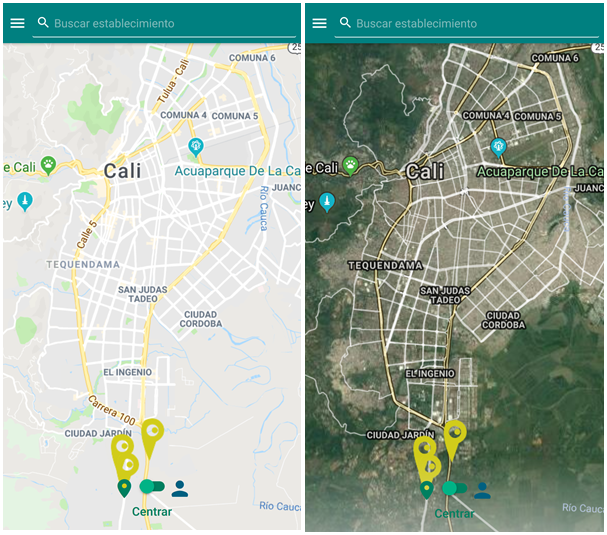 Buscar establecimiento
25
COMUNA 6
Tulua - Cali
COMUNA 4
COMUNA 5
e Cali
Cali
Acuaparque De La Ca
JUANC
ey
Río Cauca
Calle 5
TEQUENDAMA
SAN JUDAS
TADEO
CIUDAD
CORDOBA
EL INGENIO
Carrera 100
CIUDAD JARDÍN
Río Cauca
Centrar
Buscar establecimiento
25
COMUNA 6
COMUNA 4
COMUNA 5
e Cali
Cali
Acuaparque De La Ca
JUANC
ey
TEQUENDAMA
SAN JUDAS
TADEO
CIUDAD
CORDOBA
EL INGENIO
CIUDAD JARDÍN
Río Cauc
Centrar